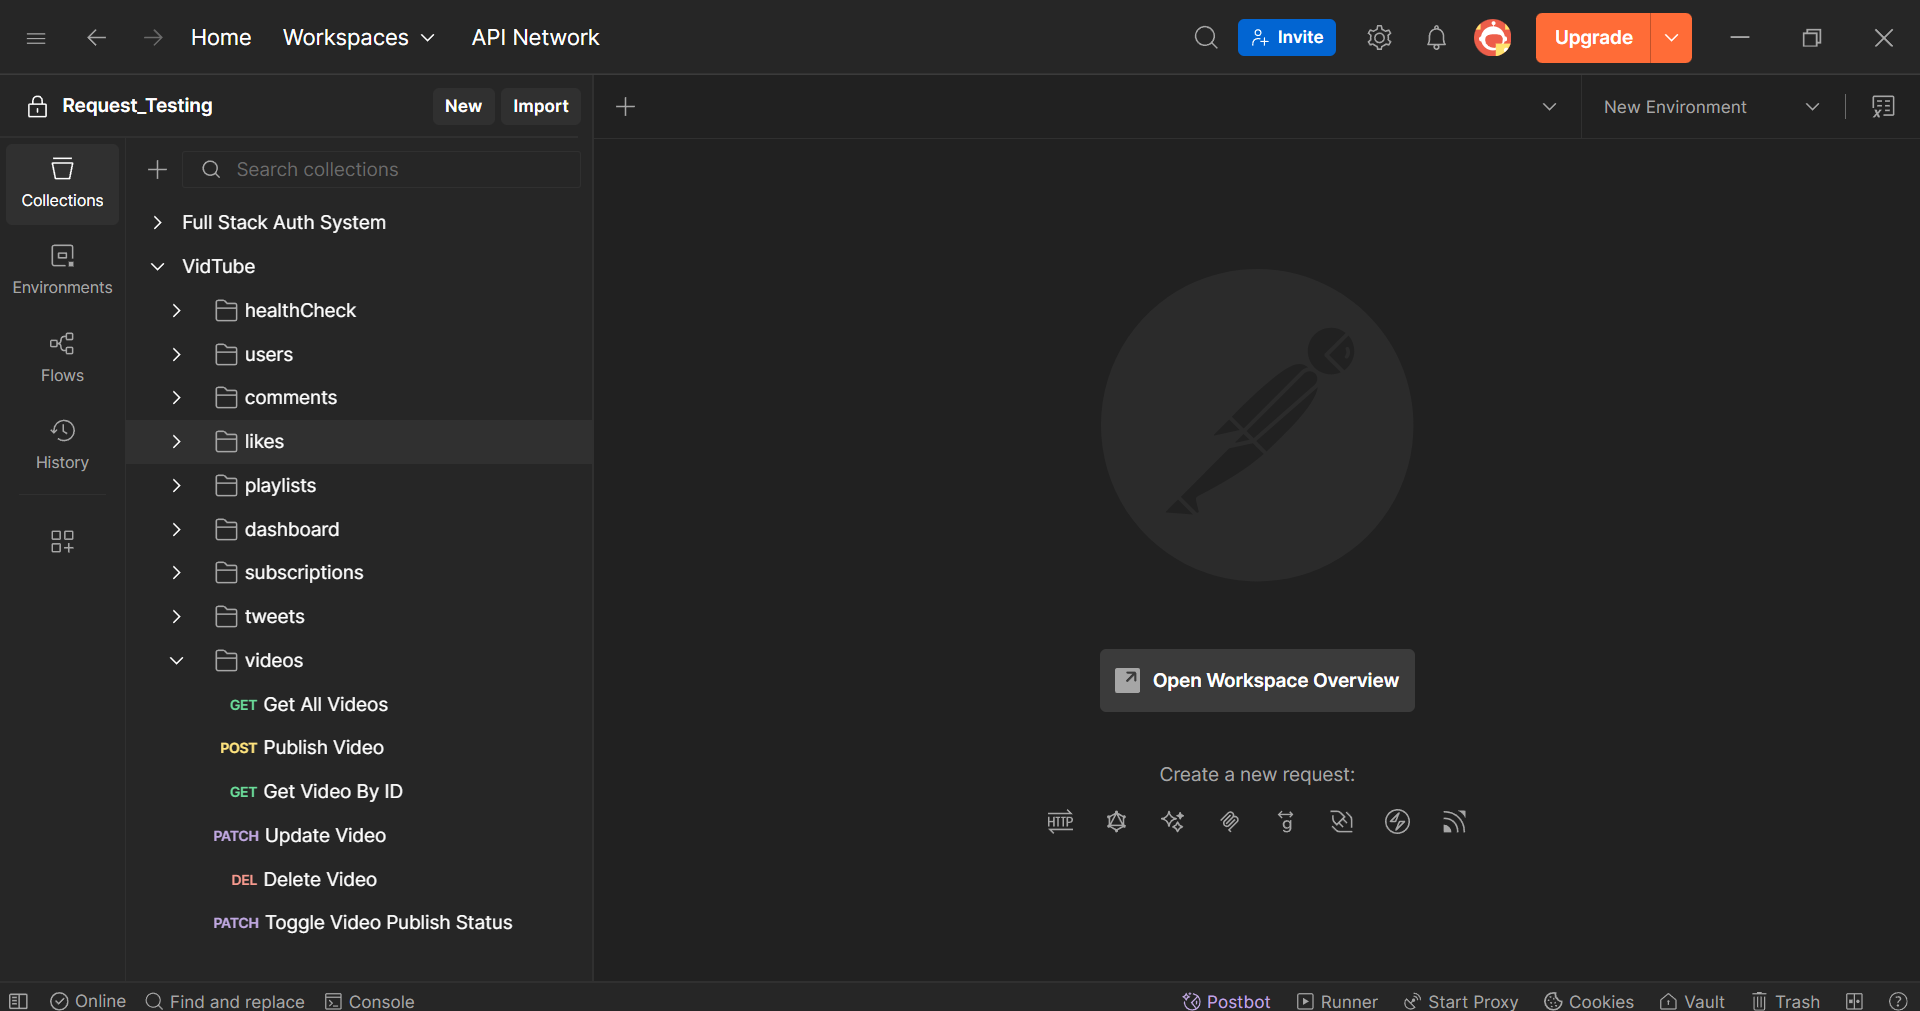 Home Workspaces API Network Invite Upgrade
Request_Testing New Import New Environment
Collections
Environments
Flows
History
Search collections
Full Stack Auth System
VidTube
healthCheck
users
comments
likes
playlists
dashboard
subscriptions
tweets
videos
GET Get All Videos
POST Publish Video
GET Get Video By ID
PATCH Update Video
DEL Delete Video
PATCH Toggle Video Publish Status
Open Workspace Overview
Create a new request:
HTTP g
Online Find and replace Console Postbot Runner Start Proxy Cookies Vault Trash